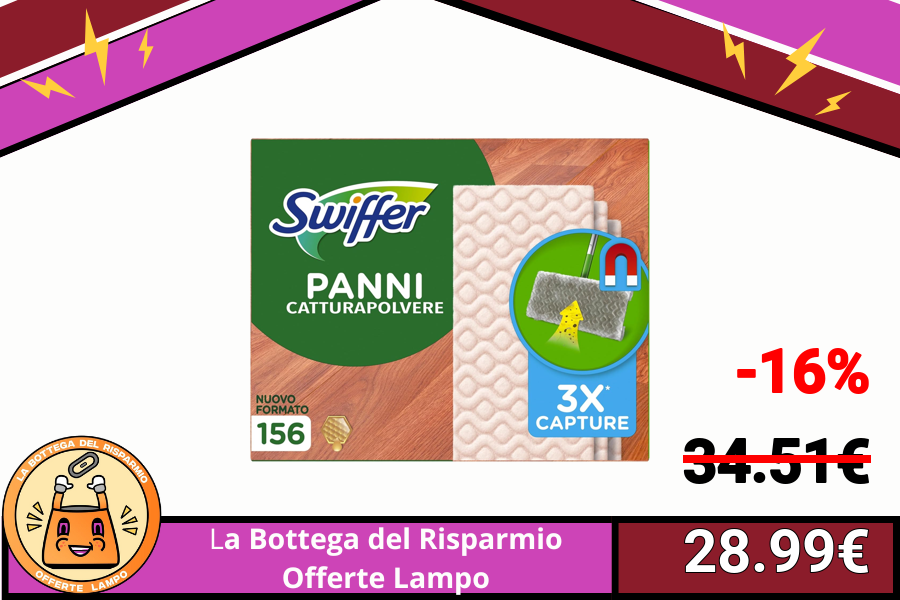 Swiffer
PANNI
CATTURAPOLVERE
NUOVO
FORMATO
156
3X*
CAPTURE
-16%
34.51€
28.99€
LA BOTTEGA DEL RISPARMIO
OFFERTE LAMPO
La Bottega del Risparmio
Offerte Lampo